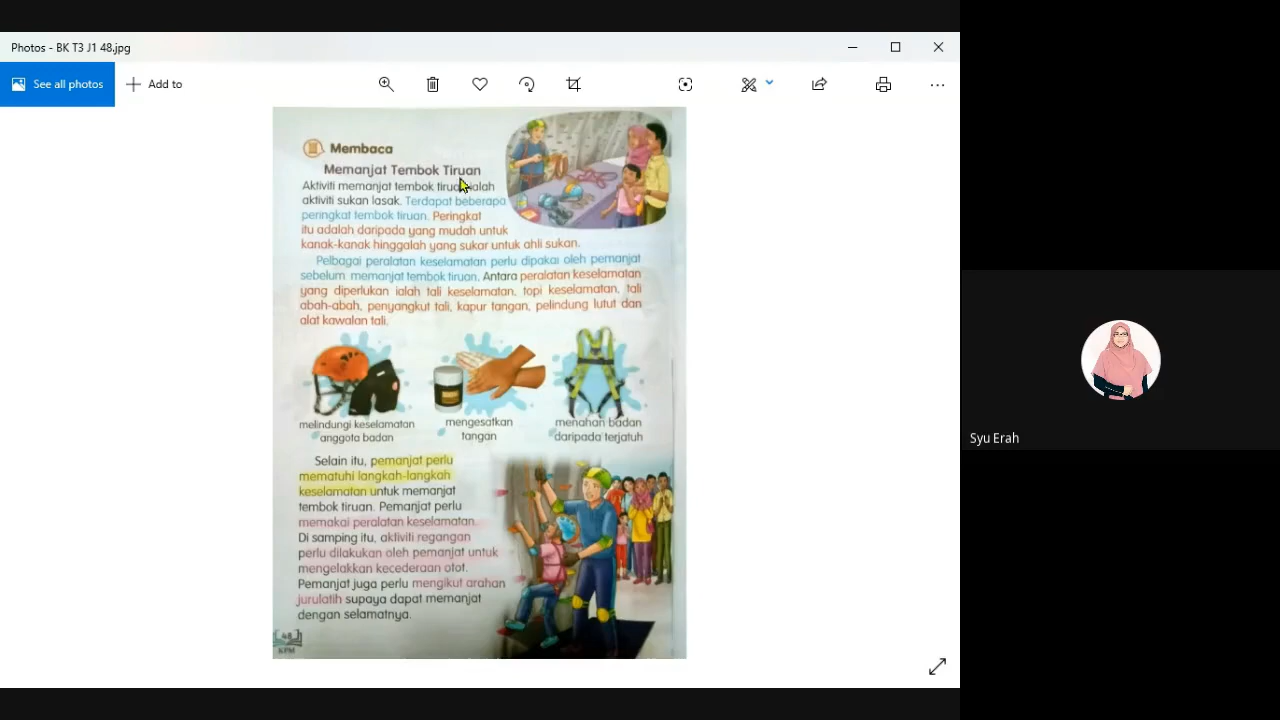 Photos - BK T3 J1 48.jpg
See all photos
Add to
Membaca
Memanjat Tembok Tiruan
Aktiviti memanjat tembok tiruan ialah
aktiviti sukan lasak. Terdapat beberapa
peringkat tembok tiruan. Peringkat
itu adalah daripada yang mudah untuk
kanak-kanak hinggalah yang sukar untuk ahli sukan.
Pelbagai peralatan keselamatan perlu dipakai oleh pemanjat
sebelum memanjat tembok tiruan. Antara peralatan keselamatan
yang diperlukan ialah tali keselamatan, topi keselamatan, tali
abah-abah, penyangkut tali, kapur tangan, pelindung lutut dan
alat kawalan tali.
melindungi keselamatan
anggota badan
mengesatkan
tangan
menahan badan
daripada terjatuh
Selain itu, pemanjat perlu
mematuhi langkah-langkah
keselamatan untuk memanjat
tembok tiruan. Pemanjat perlu
memakai peralatan keselamatan.
Di samping itu, aktiviti regangan
perlu dilakukan oleh pemanjat untuk
mengelakkan kecederaan otot.
Pemanjat juga perlu mengikut arahan
jurulatih supaya dapat memanjat
dengan selamatnya.
48
KPM
Syu Erah